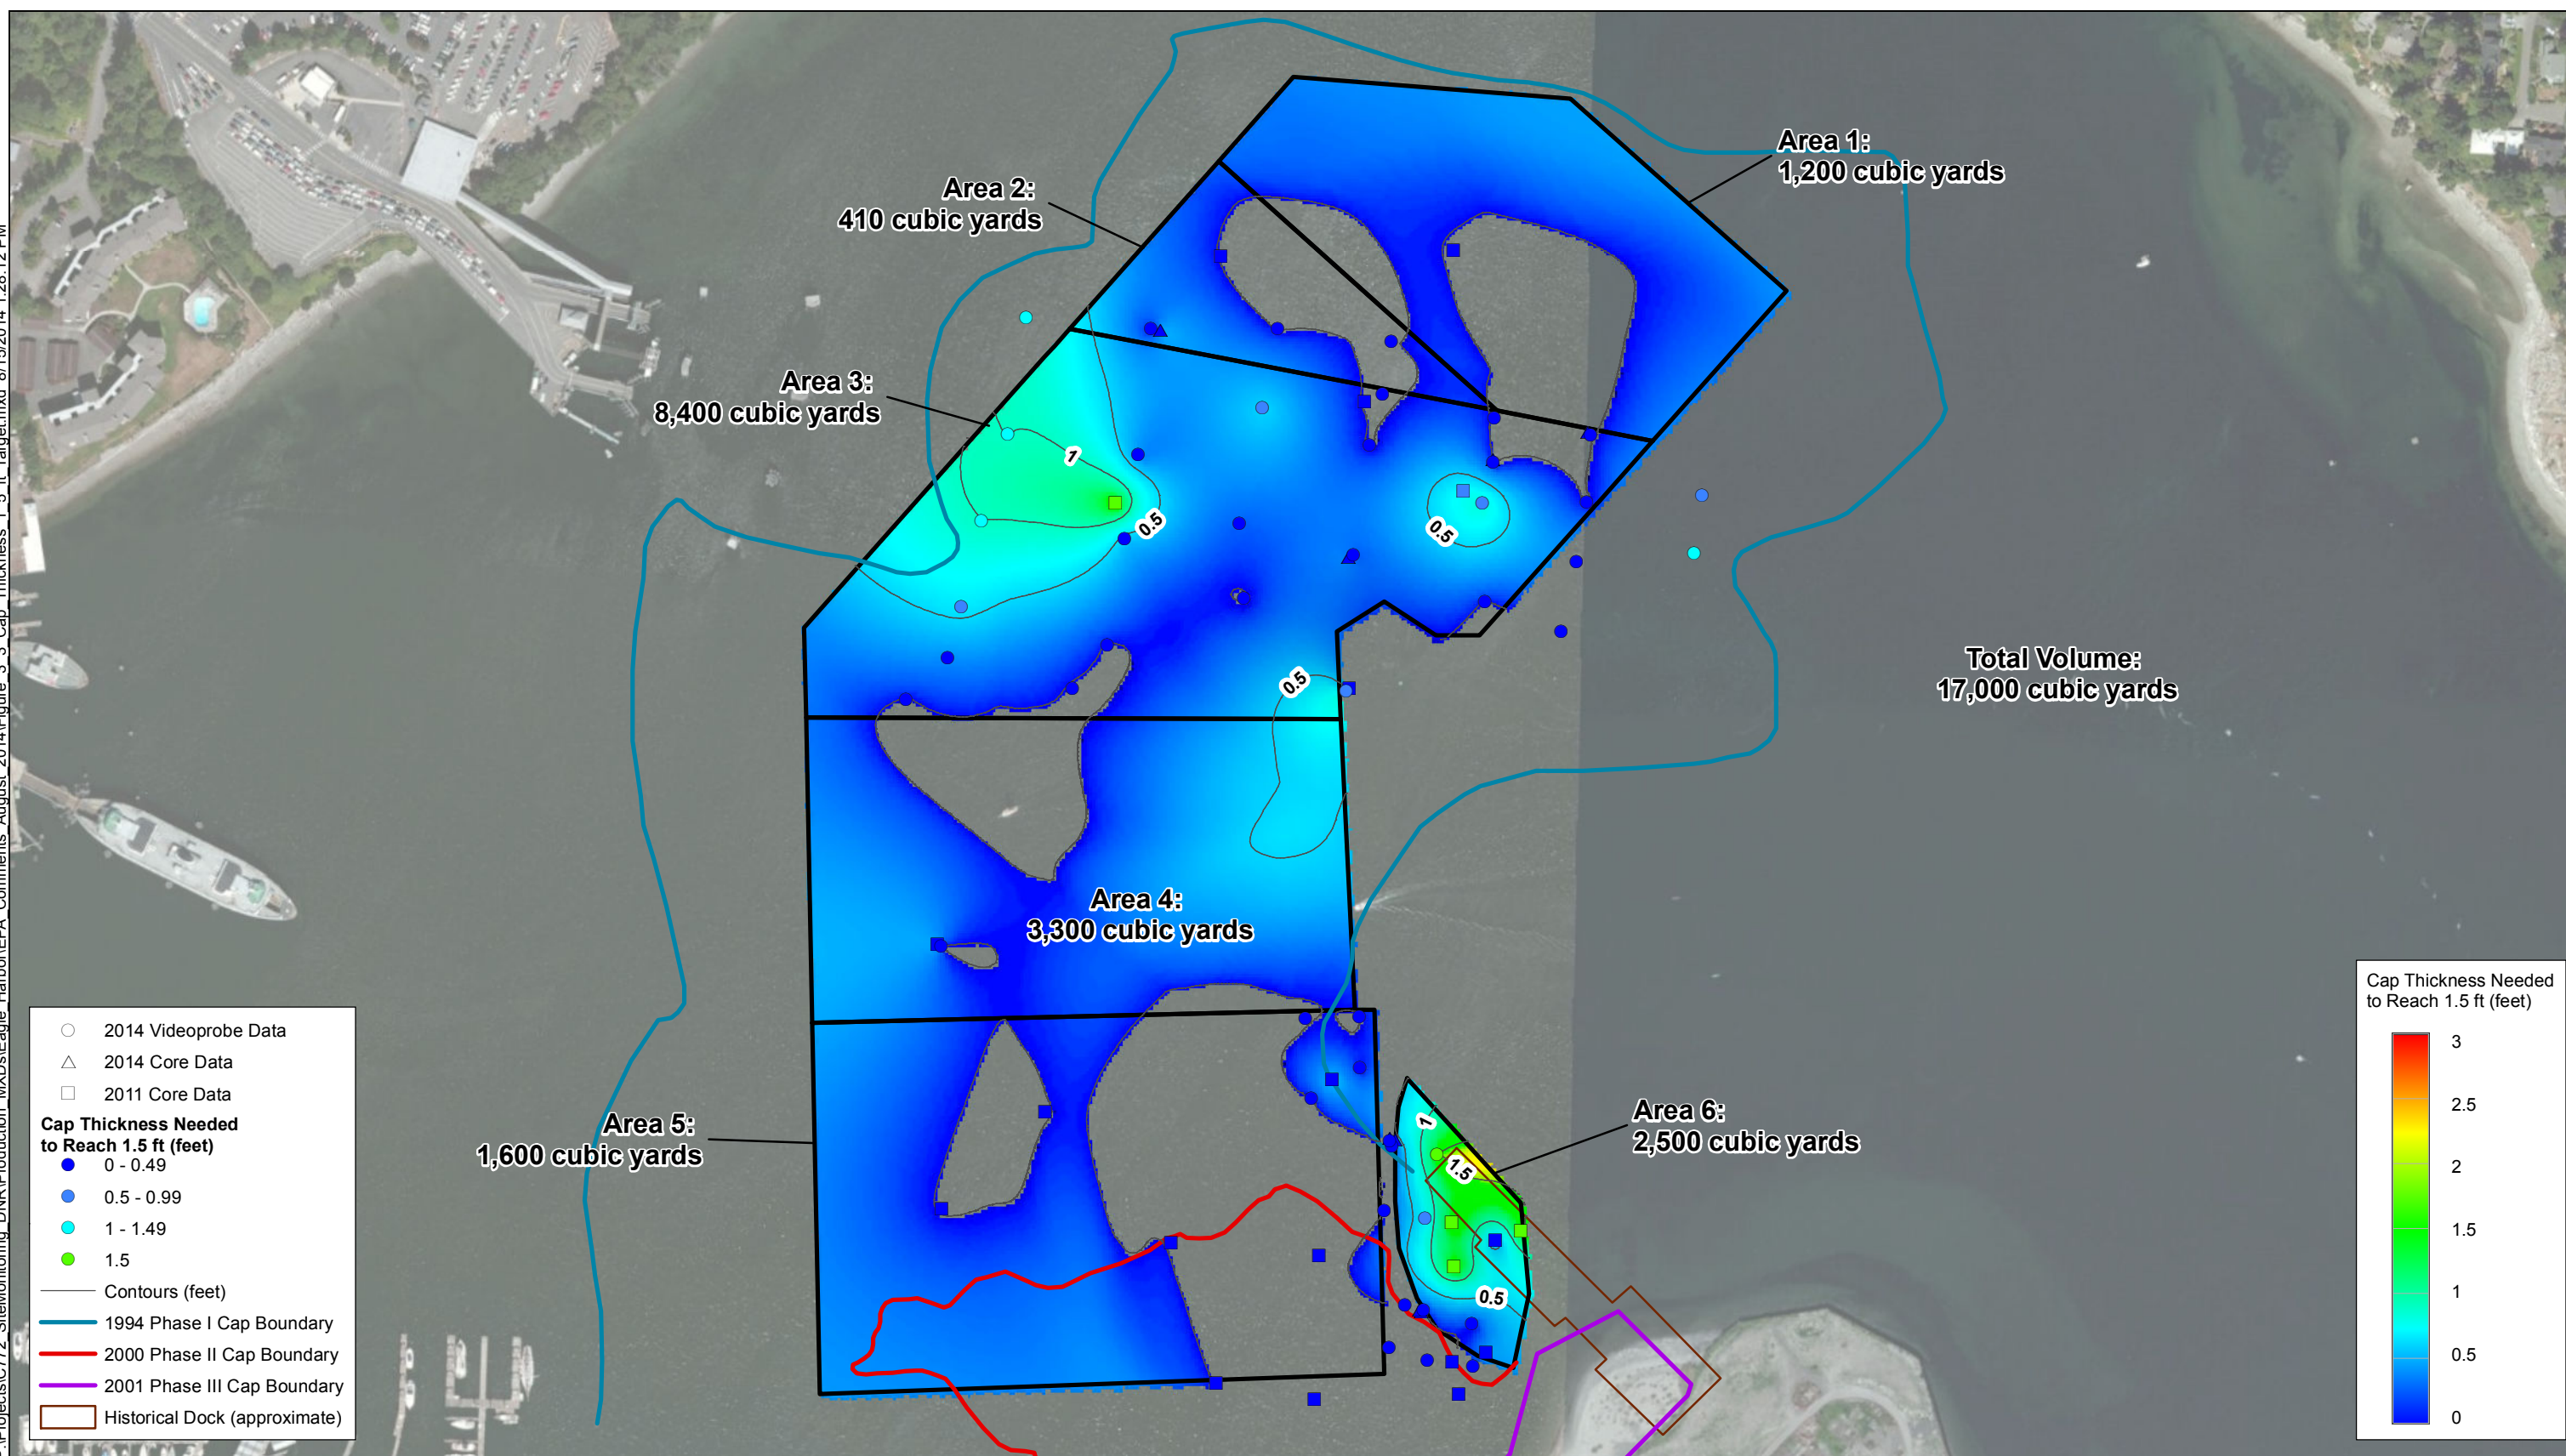 Area 1:
1,200 cubic yards
Area 2:
410 cubic yards
Area 3:
8,400 cubic yards
1
0.5
0.5
Total Volume:
17,000 cubic yards
0.5
Area 4:
3,300 cubic yards
Area 5:
1,600 cubic yards
Area 6:
2,500 cubic yards
1
1.5
0.5
2014 Videoprobe Data
2014 Core Data
2011 Core Data
Cap Thickness Needed
to Reach 1.5 ft (feet)
0 - 0.49
0.5 - 0.99
1 - 1.49
1.5
Contours (feet)
1994 Phase I Cap Boundary
2000 Phase II Cap Boundary
2001 Phase III Cap Boundary
Historical Dock (approximate)
Cap Thickness Needed
to Reach 1.5 ft (feet)
3
2.5
2
1.5
1
0.5
0